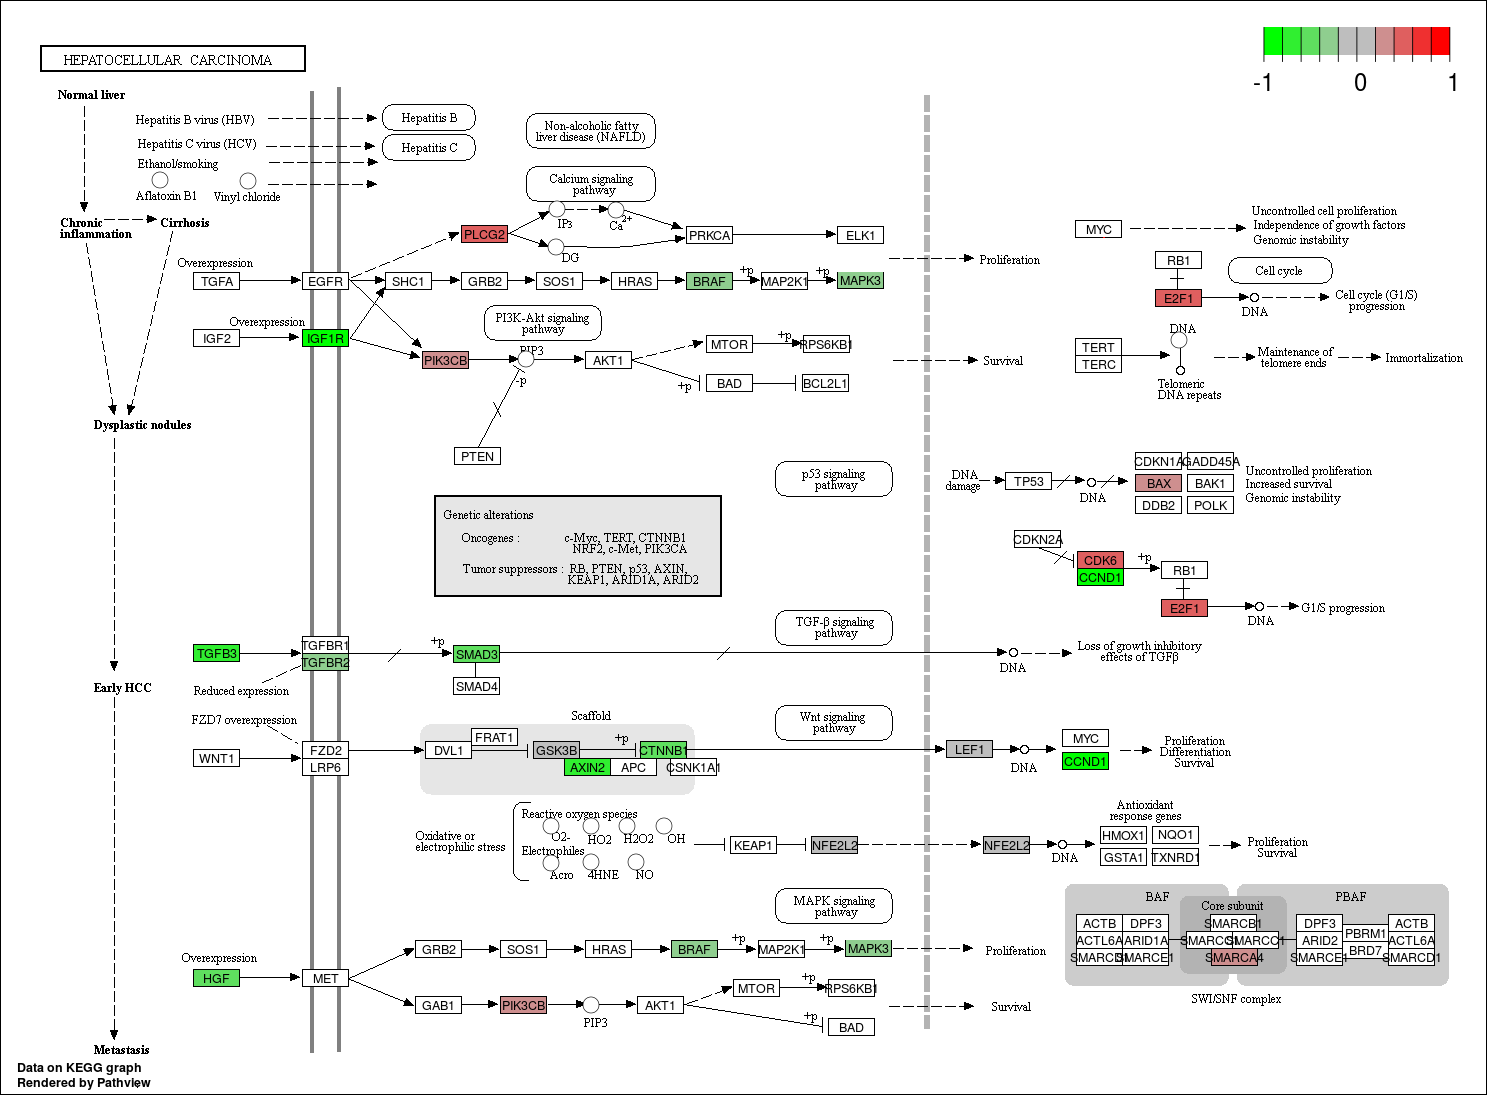 HEPATOCELLULAR CARCINOMA
-1
0
1
Normal liver
Hepatitis B virus (HBV)
Hepatitis B
Hepatitis C virus (HCV)
Hepatitis C
Ethanol/smoking
Aflatoxin B1
Vinyl chloride
Non-alcoholic fatty
liver disease (NAFLD)
Calcium signaling
pathway
Chronic
inflammation
Cirrhosis
PLCG2
IP3
Ca2+
DG
PRKCA
ELK1
MYC
Uncontrolled cell proliferation
Independence of growth factors
Genomic instability
Overexpression
TGFA
EGFR
SHC1
GRB2
SOS1
HRAS
BRAF
+p
MAP2K1
+p
MAPK3
Proliferation
RB1
Cell cycle
E2F1
DNA
Cell cycle (G1/S)
progression
Overexpression
IGF2
IGF1R
PI3K-Akt signaling
pathway
PIK3CB
PIP3
-p
AKT1
MTOR
+p
RPS6KB1
+p
BAD
BCL2L1
Survival
DNA
TERT
TERC
Telomeric
DNA repeats
Maintenance of
telomere ends
Immortalization
Dysplastic nodules
PTEN
p53 signaling
pathway
DNA
damage
TP53
DNA
CDKN1A
GADD45A
BAX
BAK1
DDB2
POLK
Uncontrolled proliferation
Increased survival
Genomic instability
Genetic alterations
Oncogenes :
c-Myc, TERT, CTNNB1
NRF2, c-Met, PIK3CA
Tumor suppressors :
RB, PTEN, p53, AXIN,
KEAP1, ARID1A, ARID2
CDKN2A
CDK6
CCND1
+p
RB1
E2F1
DNA
G1/S progression
TGF-β signaling
pathway
TGFB3
TGFBR1
TGFBR2
+p
SMAD3
SMAD4
DNA
Loss of growth inhibitory
effects of TGFβ
Reduced expression
Early HCC
FZD7 overexpression
WNT1
FZD2
LRP6
Scaffold
DVL1
FRAT1
GSK3B
+p
CTNNB1
AXIN2
APC
CSNK1A1
Wnt signaling
pathway
LEF1
DNA
MYC
CCND1
Proliferation
Differentiation
Survival
Oxidative or
electrophilic stress
Reactive oxygen species
O2-
HO2
H2O2
OH
Electrophiles
Acro
4HNE
NO
KEAP1
NFE2L2
NFE2L2
DNA
Antioxidant
response genes
HMOX1
NQO1
GSTA1
TXNRD1
Proliferation
Survival
MAPK signaling
pathway
Overexpression
HGF
MET
GRB2
SOS1
HRAS
BRAF
+p
MAP2K1
+p
MAPK3
Proliferation
GAB1
PIK3CB
PIP3
AKT1
MTOR
+p
RPS6KB1
+p
BAD
Survival
BAF
PBAF
Core subunit
ACTB
DPF3
SMARCB1
DPF3
ACTB
ACTL6A
ARID1A
SMARCC1
SMARCC1
ARID2
PBRM1
ACTL6A
SMARCD1
SMARCE1
SMARCA4
SMARCE1
BRD7
SMARCD1
SWI/SNF complex
Metastasis
Data on KEGG graph
Rendered by Pathview